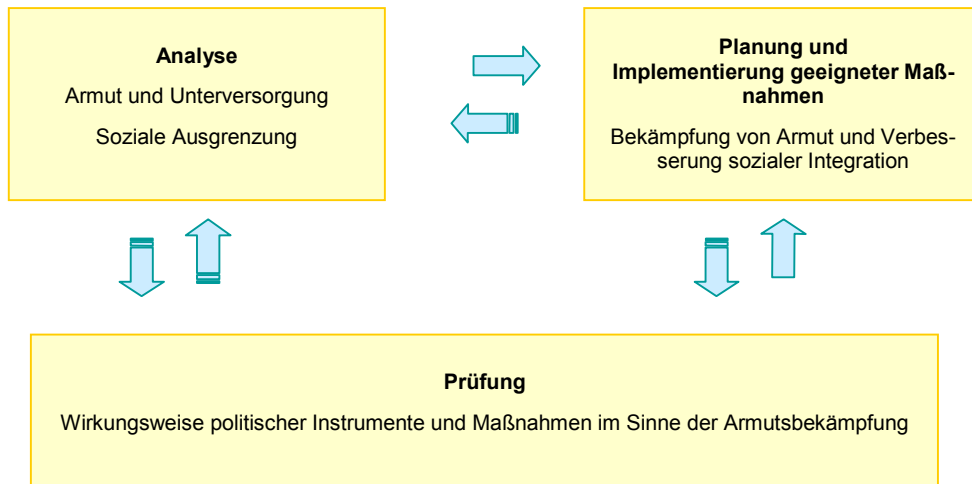 Analyse
Armut und Unterversorgung
Soziale Ausgrenzung
Planung und
Implementierung geeigneter Maß-
nahmen
Bekämpfung von Armut und Verbes-
serung sozialer Integration
Prüfung
Wirkungsweise politischer Instrumente und Maßnahmen im Sinne der Armutsbekämpfung